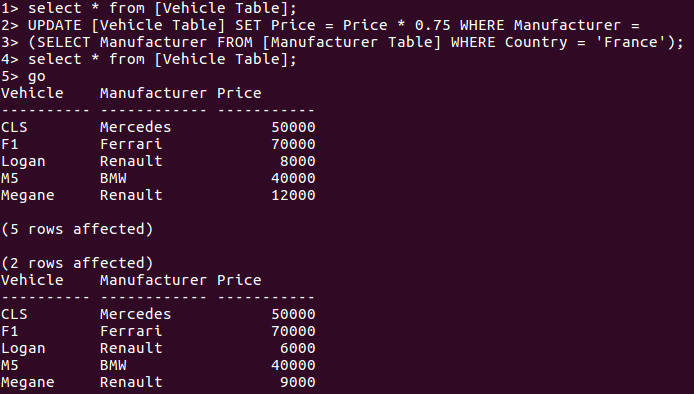 1> select * from [Vehicle Table];
2> UPDATE [Vehicle Table] SET Price = Price * 0.75 WHERE Manufacturer =
3> (SELECT Manufacturer FROM [Manufacturer Table] WHERE Country = 'France');
4> select * from [Vehicle Table];
5> go
Vehicle    Manufacturer Price
---------- ------------ -----------
CLS        Mercedes           50000
F1         Ferrari            70000
Logan      Renault             8000
M5         BMW                40000
Megane     Renault            12000

(5 rows affected)

(2 rows affected)
Vehicle    Manufacturer Price
---------- ------------ -----------
CLS        Mercedes           50000
F1         Ferrari            70000
Logan      Renault             6000
M5         BMW                40000
Megane     Renault             9000